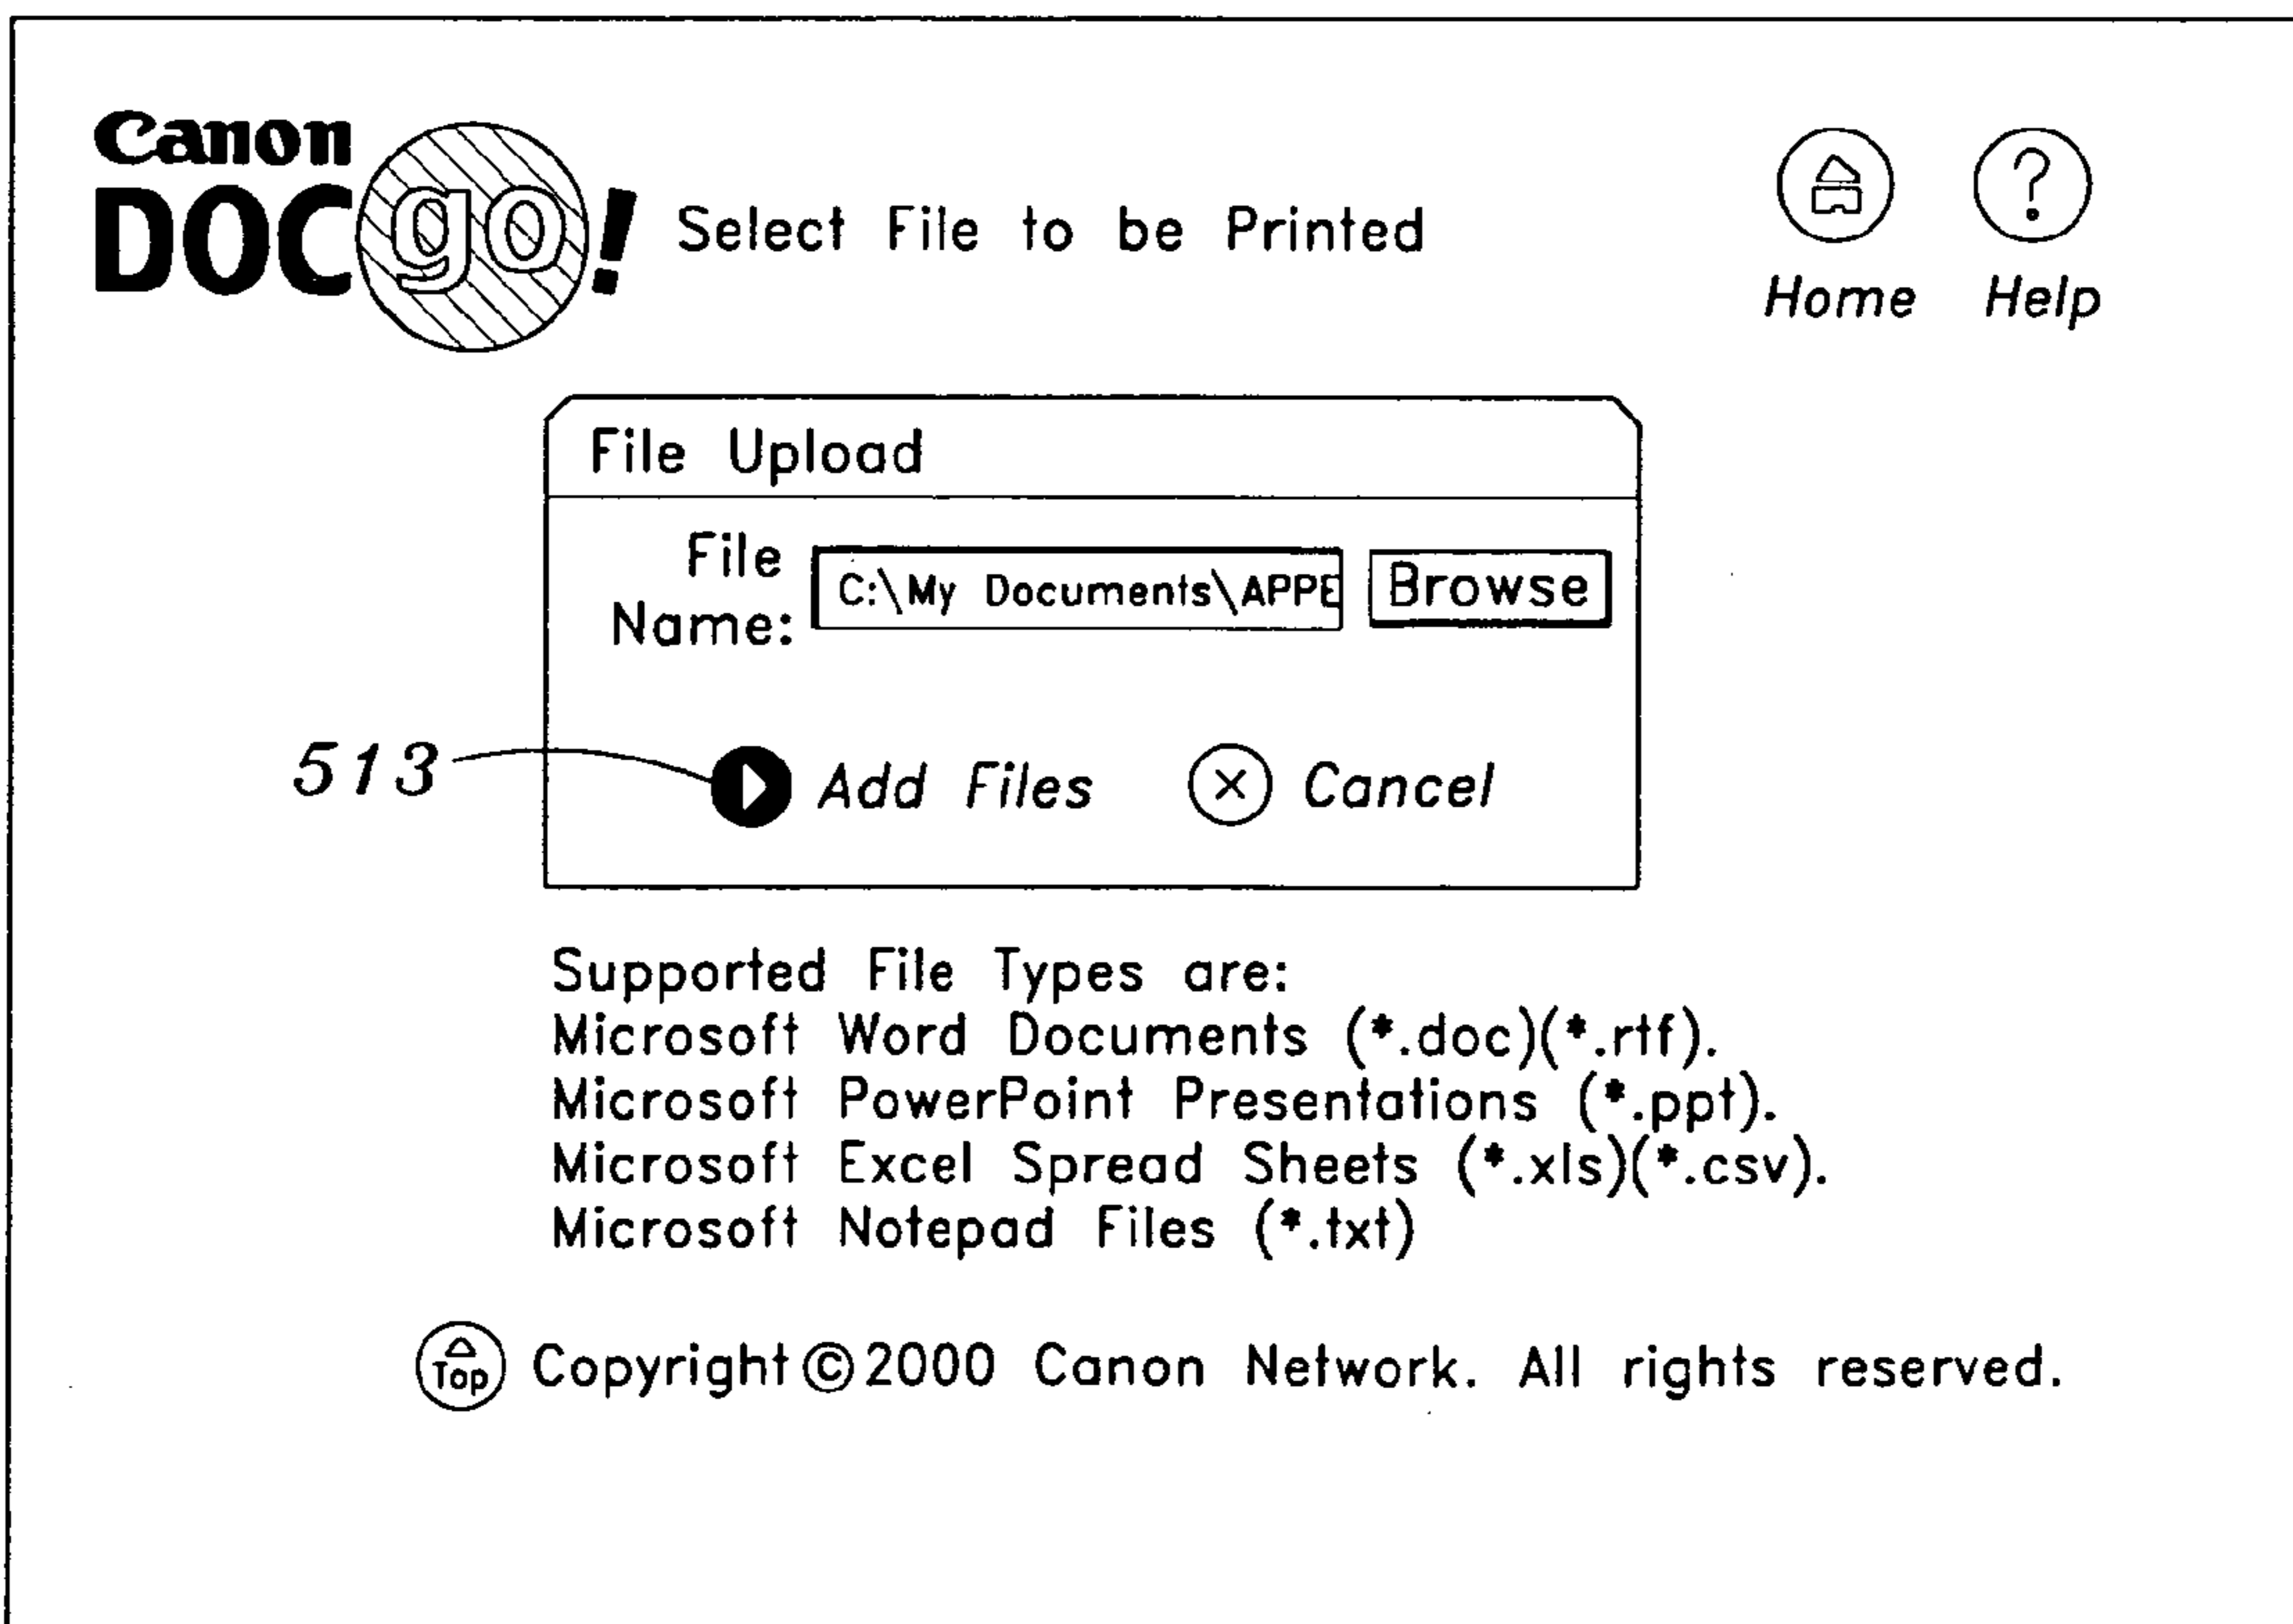 Canon
DOCgo! Select File to be Printed
Home Help
File Upload
File
Name: C:\My Documents\APPE Browse
513 Add Files Cancel
Supported File Types are:
Microsoft Word Documents (*.doc)(*.rtf).
Microsoft PowerPoint Presentations (*.ppt).
Microsoft Excel Spread Sheets (*.xls)(*.csv).
Microsoft Notepad Files (*.txt)
Top Copyright©2000 Canon Network. All rights reserved.